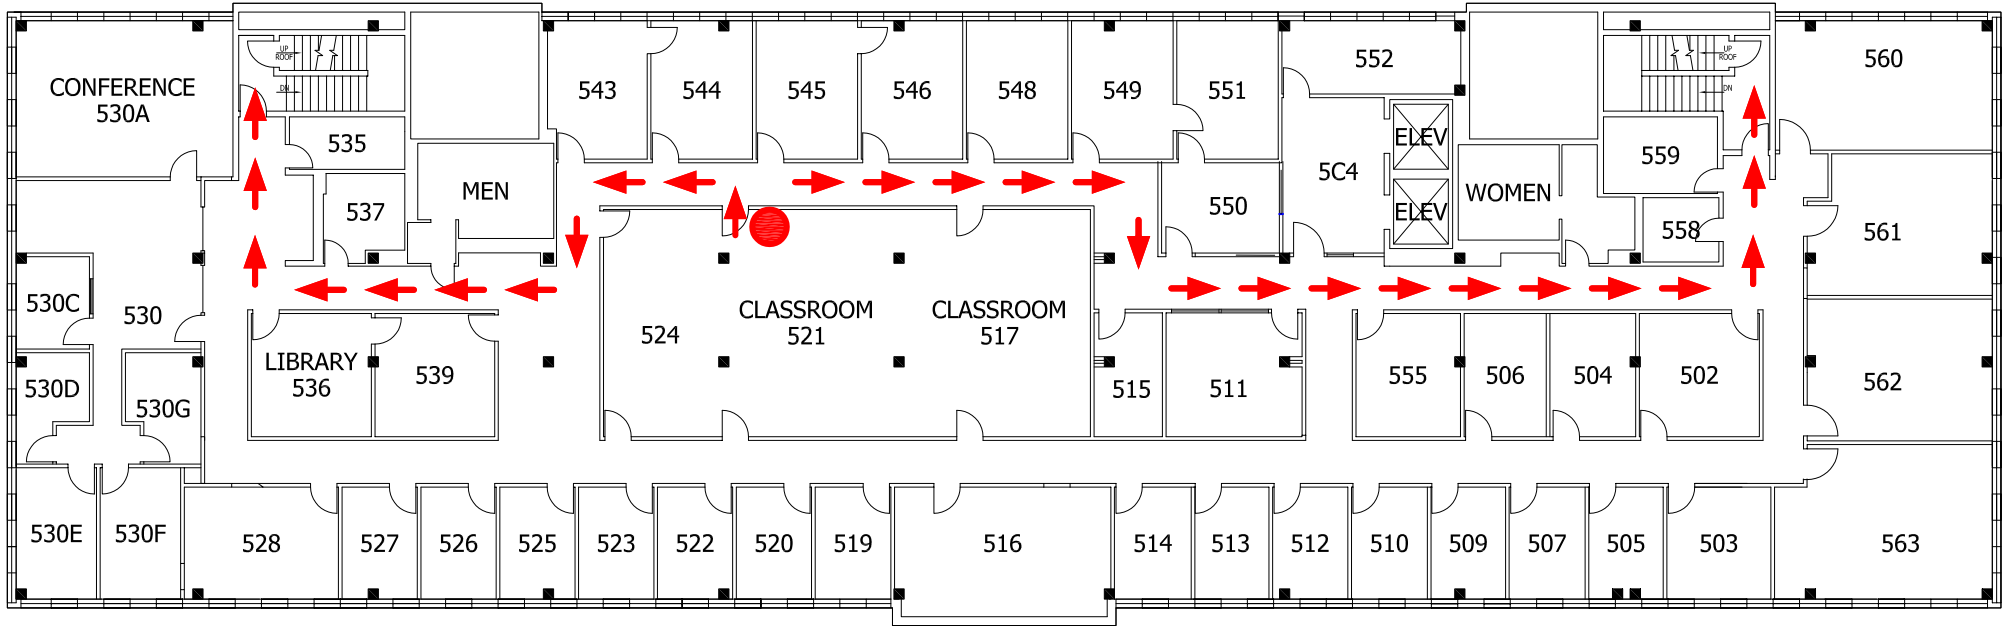 CONFERENCE
530A
UP
ROOF
DN
535
537
MEN
543
544
545
546
548
549
551
552
ELEV
ELEV
5C4
550
WOMEN
UP
ROOF
DN
559
558
560
561
562
563
530C
530
530D
530G
530E
530F
LIBRARY
536
539
524
CLASSROOM
521
CLASSROOM
517
515
511
555
506
504
502
528
527
526
525
523
522
520
519
516
514
513
512
510
509
507
505
503